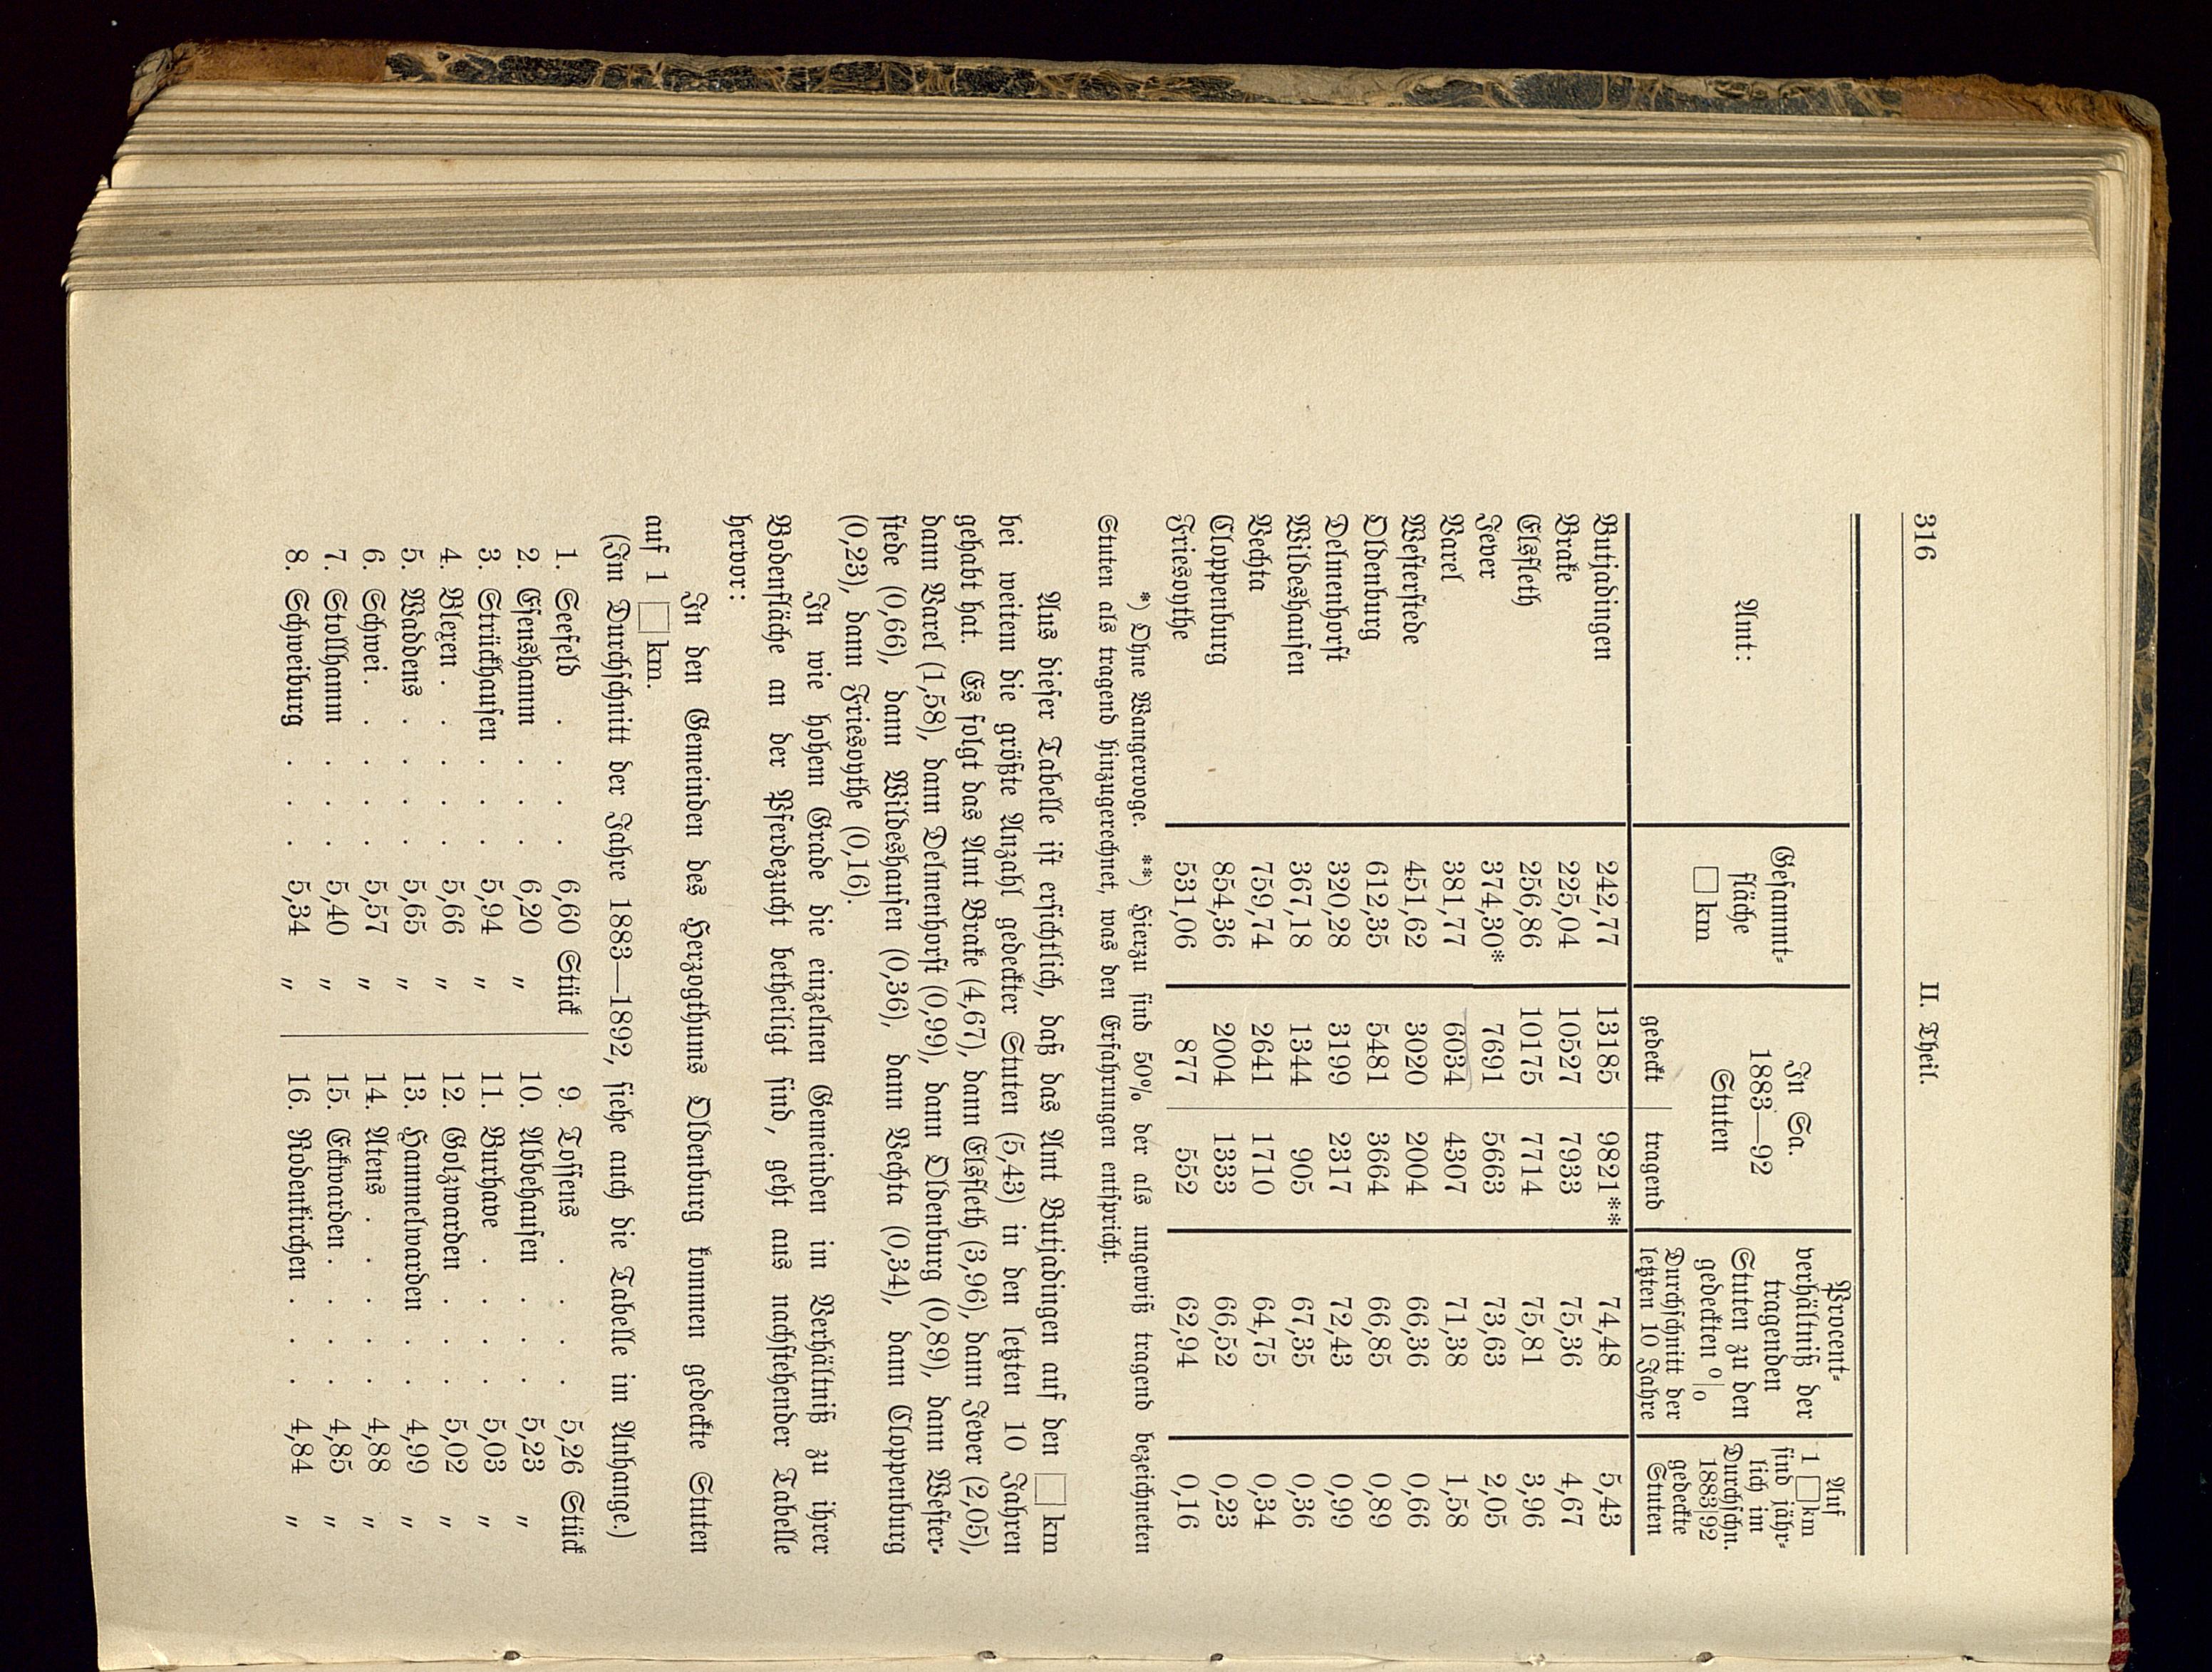 316 II. Theil.
Amt: Gesammt- fläche □ km In Sa. 1883—92 Stuten gedeckt tragend Procent- verhältniß der tragenden Stuten zu den gedeckten % Durchschnitt der letzten 10 Jahre Auf 1 □ km sind jähr- lich im Durchschn. 1883/92 gedeckte Stuten
Butjadingen 242,77 13185 9821** 74,48 5,43
Brake 225,04 10527 7933 75,36 4,67
Elsfleth 256,86 10175 7714 75,81 3,96
Jever 374,30* 7691 5663 73,63 2,05
Varel 381,77 6034 4307 71,38 1,58
Westerstede 451,62 3020 2004 66,36 0,66
Oldenburg 612,35 5481 3664 66,85 0,89
Delmenhorst 320,28 3199 2317 72,43 0,99
Wildeshausen 367,18 1344 905 67,35 0,36
Vechta 759,74 2641 1710 64,75 0,34
Cloppenburg 854,36 2004 1333 66,52 0,23
Friesoythe 531,06 877 552 62,94 0,16
*) Ohne Wangerooge. **) Hierzu sind 50% der als ungewiß tragend bezeichneten
Stuten als tragend hinzugerechnet, was den Erfahrungen entspricht.
Aus dieser Tabelle ist ersichtlich, daß das Amt Butjadingen auf den □ km
bei weitem die größte Anzahl gedeckter Stuten (5,43) in den letzten 10 Jahren
gehabt hat. Es folgt das Amt Brake (4,67), dann Elsfleth (3,96), dann Jever (2,05),
dann Varel (1,58), dann Delmenhorst (0,99), dann Oldenburg (0,89), dann Wester-
stede (0,66), dann Wildeshausen (0,36), dann Vechta (0,34), dann Cloppenburg
(0,23), dann Friesoythe (0,16).
In wie hohem Grade die einzelnen Gemeinden im Verhältniß zu ihrer
Bodenfläche an der Pferdezucht betheiligt sind, geht aus nachstehender Tabelle
hervor:
In den Gemeinden des Herzogthums Oldenburg kommen gedeckte Stuten
auf 1 □ km.
(Im Durchschnitt der Jahre 1883—1892, siehe auch die Tabelle im Anhange.)
1. Seefeld . . . . 6,60 Stück
2. Esenshamm . . . 6,20 „
3. Strückhausen . . . 5,94 „
4. Blexen . . . . 5,66 „
5. Waddens . . . . 5,65 „
6. Schwei . . . . 5,57 „
7. Stollhamm . . . 5,40 „
8. Schweiburg . . . 5,34 „
9. Tossens . . . . 5,26 Stück
10. Abbehausen . . . 5,23 „
11. Burhave . . . . 5,03 „
12. Golzwarden . . . 5,02 „
13. Hammelwarden . . 4,99 „
14. Atens . . . . 4,88 „
15. Eckwarden . . . . 4,85 „
16. Rodenkirchen . . . 4,84 „